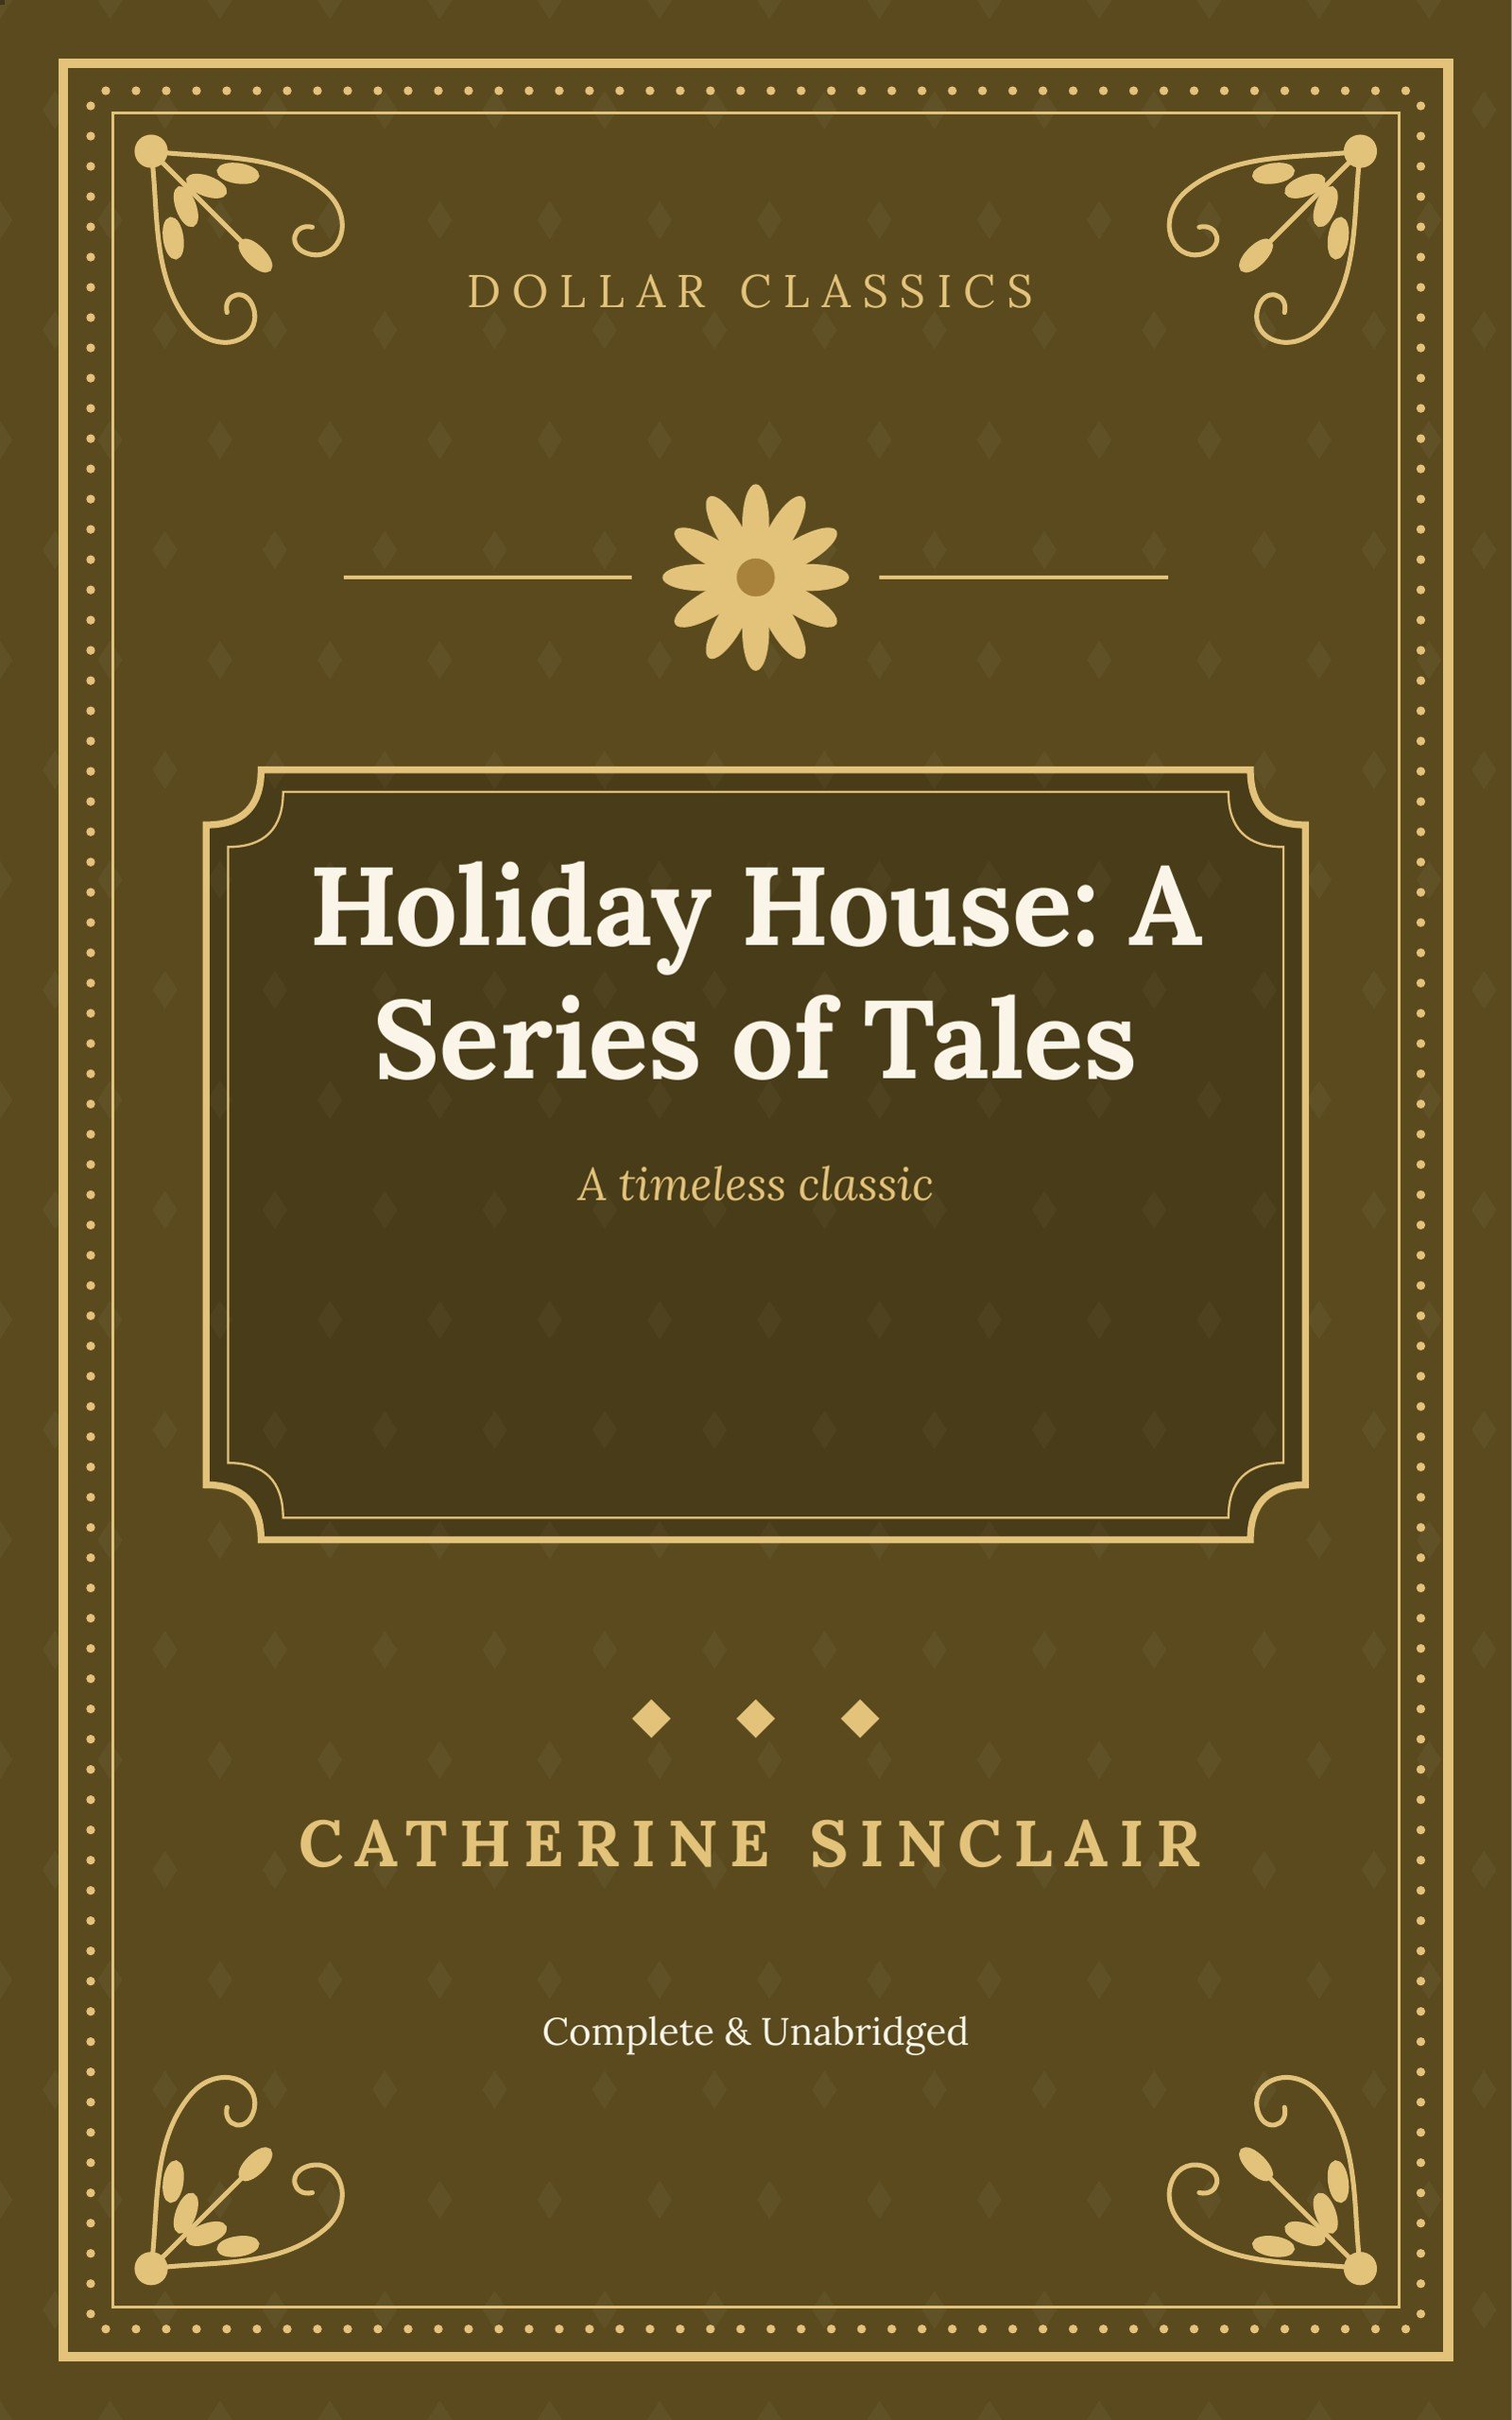 DOLLAR CLASSICS
Holiday House: A
Series of Tales
A timeless classic
CATHERINE SINCLAIR
Complete & Unabridged